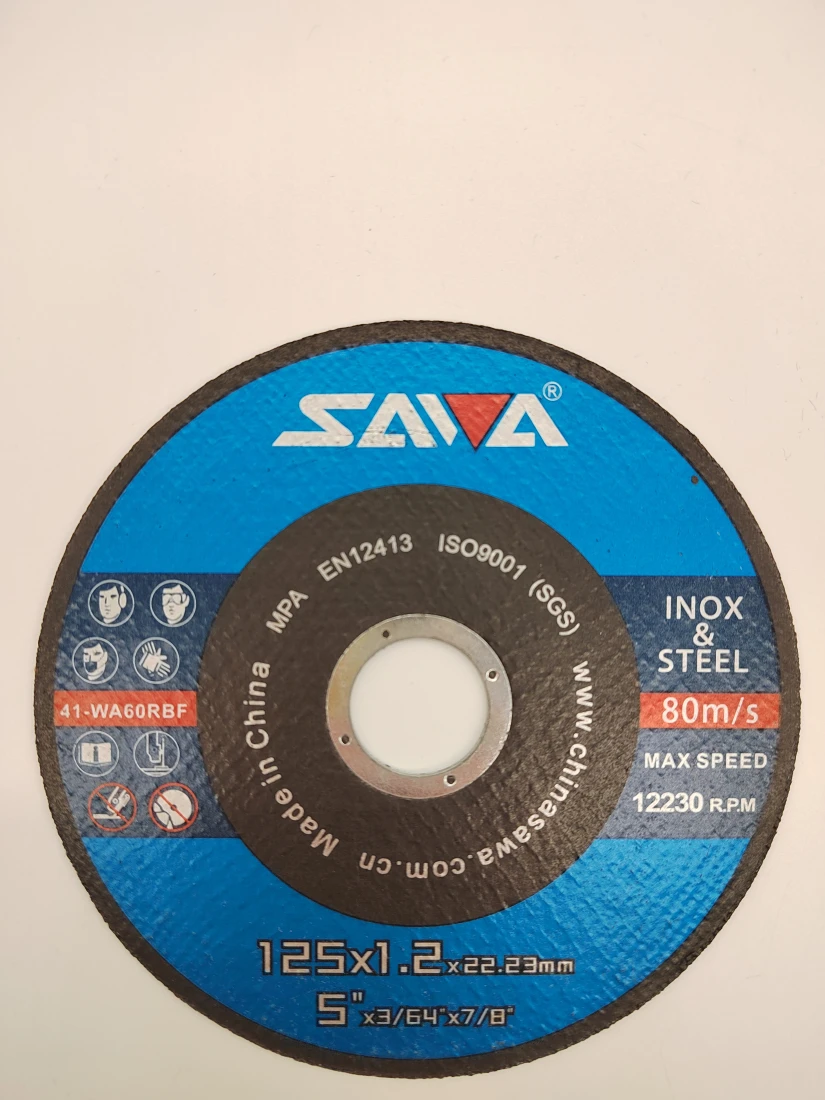 SAWA®
MPA EN12413 ISO9001 (SGS)
www.chinasawa.com.cn
Made in China
41-WA60RBF
INOX
&
STEEL
80m/s
MAX SPEED
12230 R.P.M
125x1.2x22.23mm
5"x3/64"x7/8"